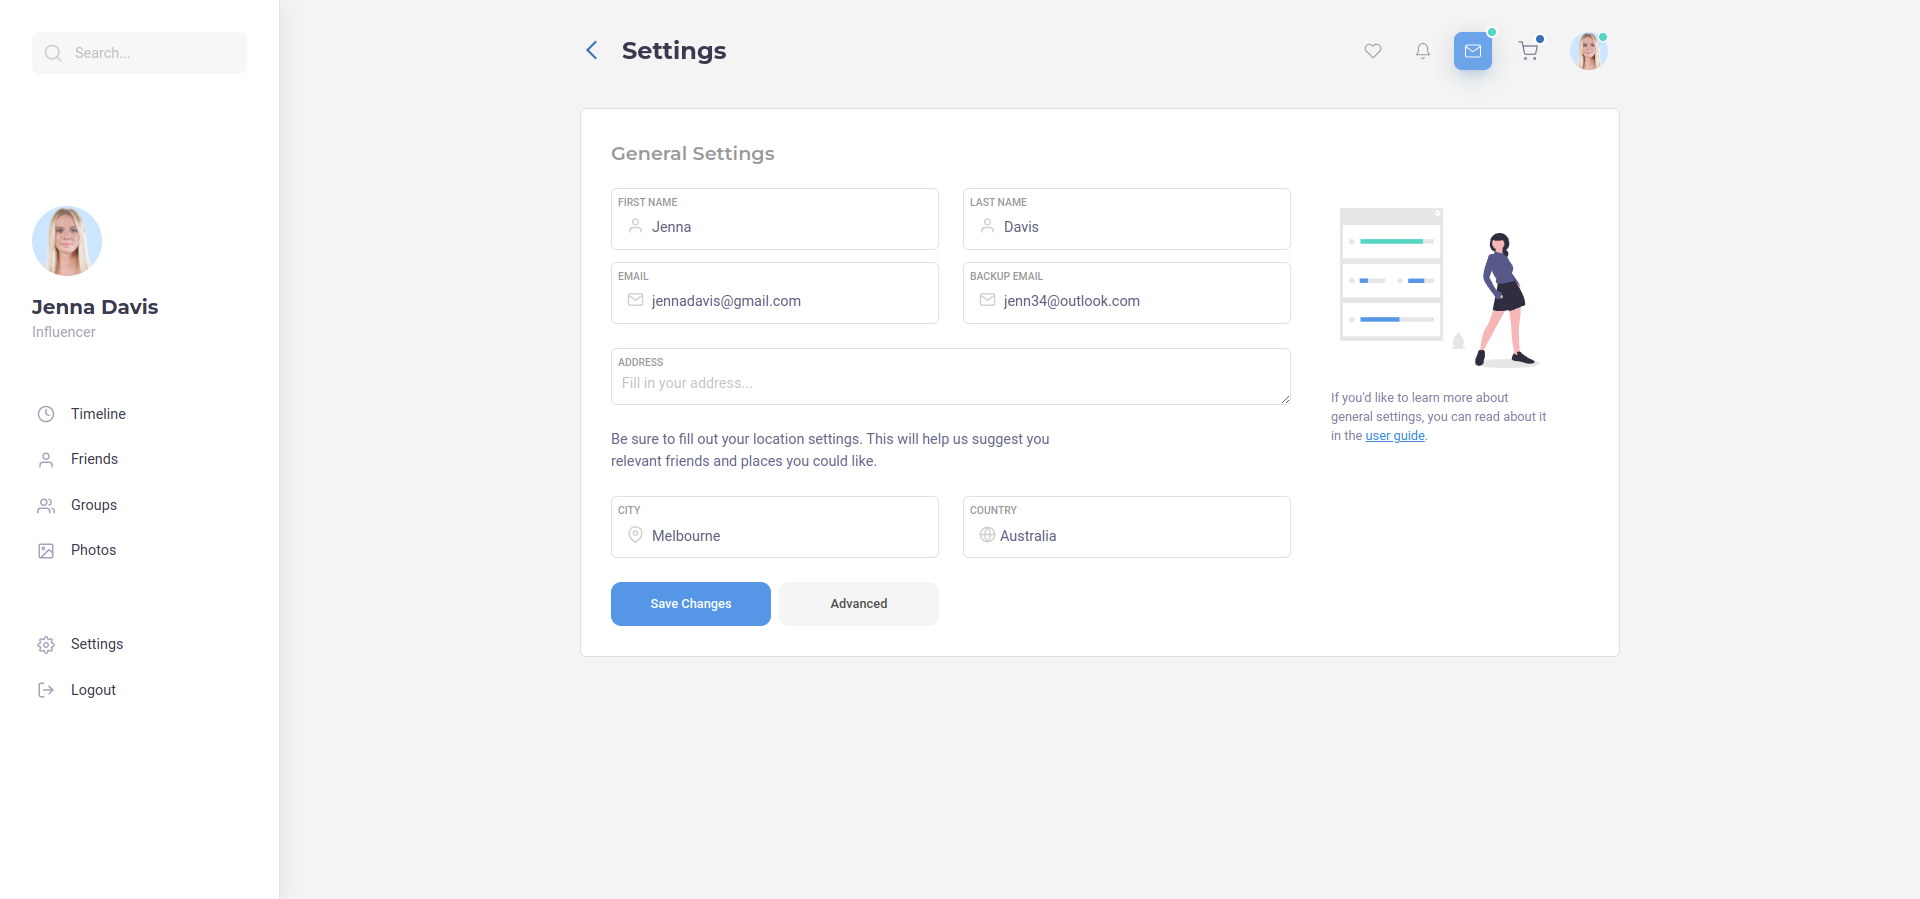 Search...
Jenna Davis
Influencer
Timeline
Friends
Groups
Photos
Settings
Logout
Settings
General Settings
FIRST NAME
Jenna
LAST NAME
Davis
EMAIL
jennadavis@gmail.com
BACKUP EMAIL
jenn34@outlook.com
ADDRESS
Fill in your address...
Be sure to fill out your location settings. This will help us suggest you
relevant friends and places you could like.
CITY
Melbourne
COUNTRY
Australia
Save Changes
Advanced
If you'd like to learn more about
general settings, you can read about it
in the user guide.